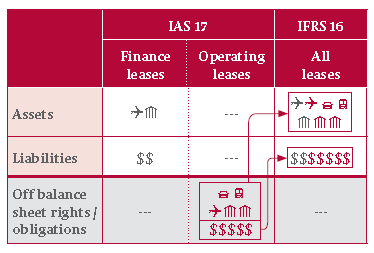 IAS 17 IFRS 16
Finance leases Operating leases All leases
Assets ---
Liabilities $$ --- $$$$$$$
Off balance sheet rights / obligations --- $$$$$ ---